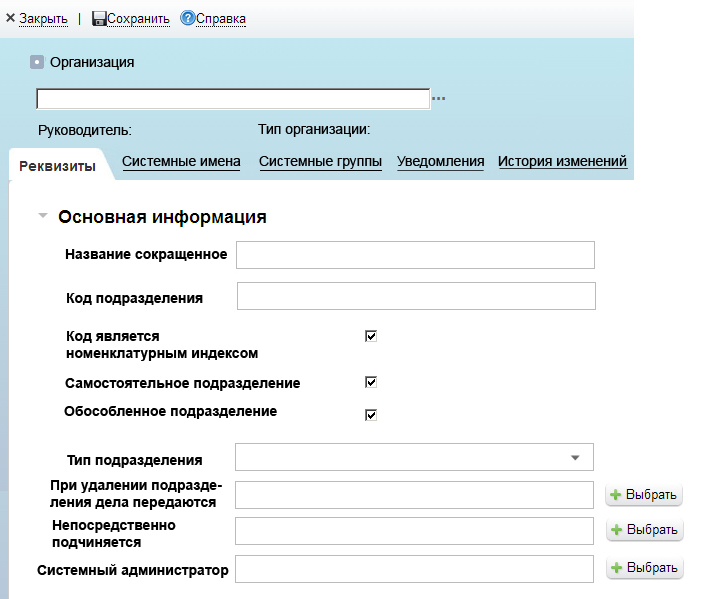 Закрыть | Сохранить Справка
Организация
...
Руководитель: Тип организации:
Реквизиты Системные имена Системные группы Уведомления История изменений
Основная информация
Название сокращенное
Код подразделения
Код является
номенклатурным индексом
Самостоятельное подразделение
Обособленное подразделение
Тип подразделения
При удалении подразде-
ления дела передаются
Выбрать
Непосредственно
подчиняется
Выбрать
Системный администратор
Выбрать